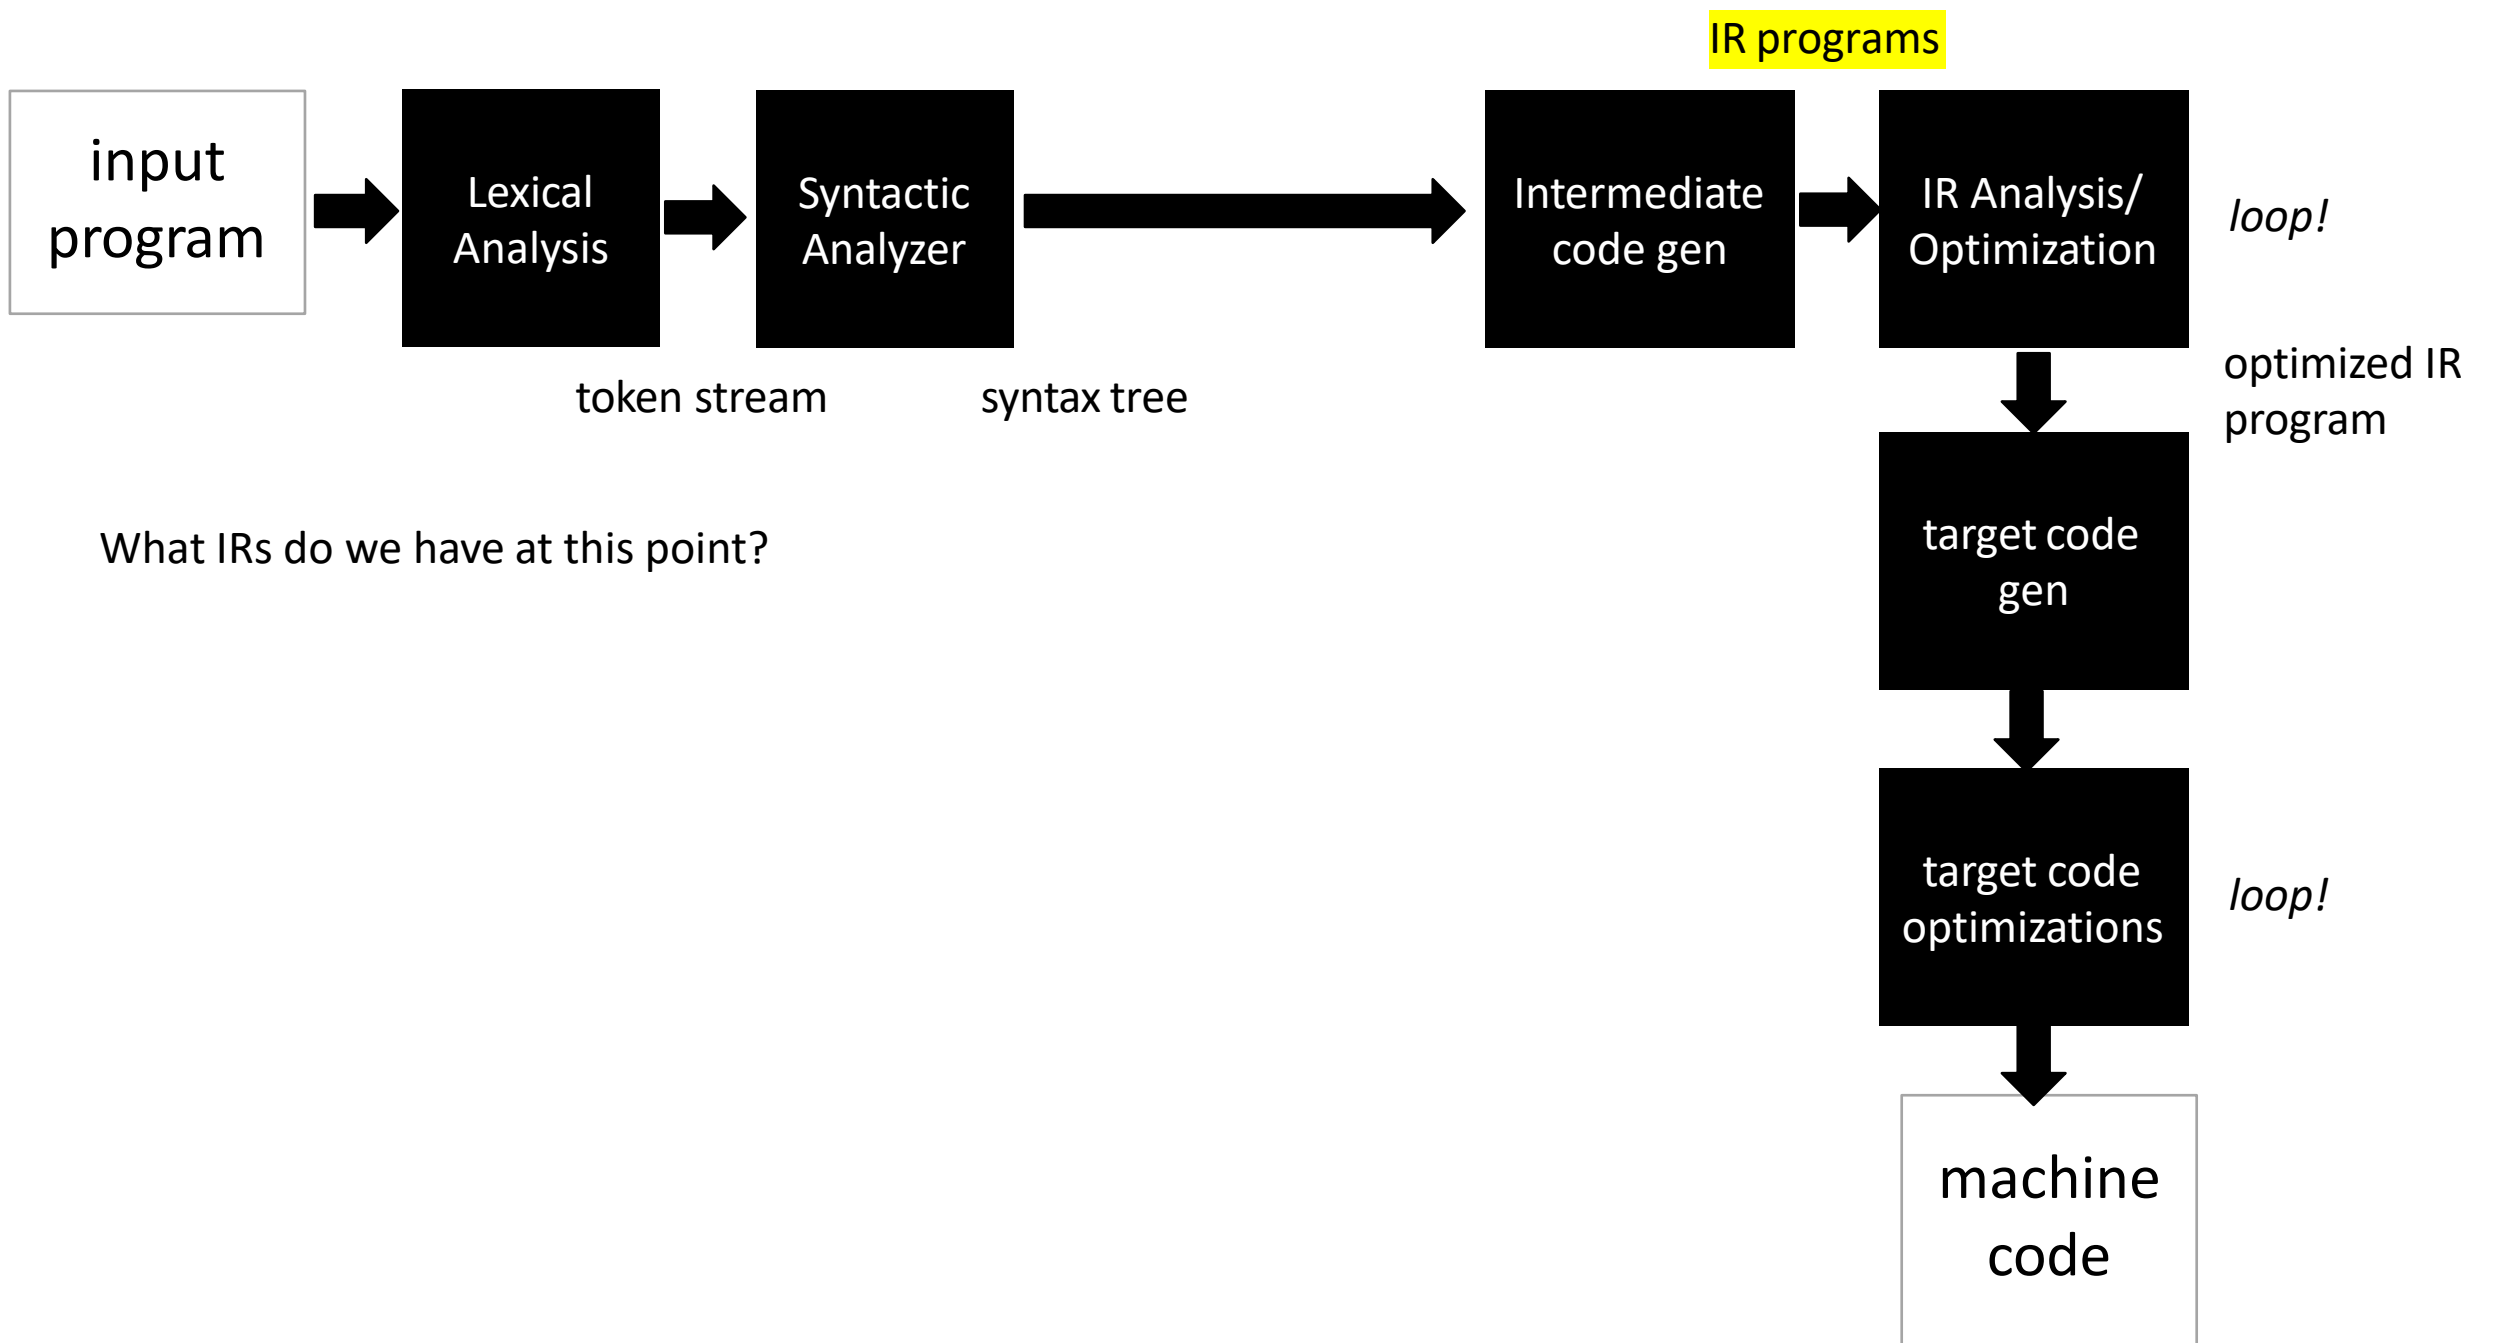 IR programs
input
program
Lexical
Analysis
Syntactic
Analyzer
Intermediate
code gen
IR Analysis/
Optimization
loop!
token stream
syntax tree
optimized IR
program
What IRs do we have at this point?
target code
gen
target code
optimizations
loop!
machine
code